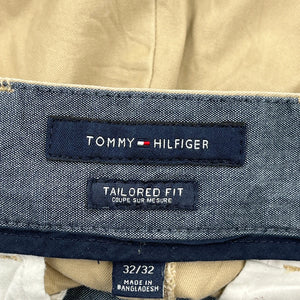 TOMMY HILFIGER
TAILORED FIT
COUPE SUR MESURE
32/32
MADE IN
BANGLADESH